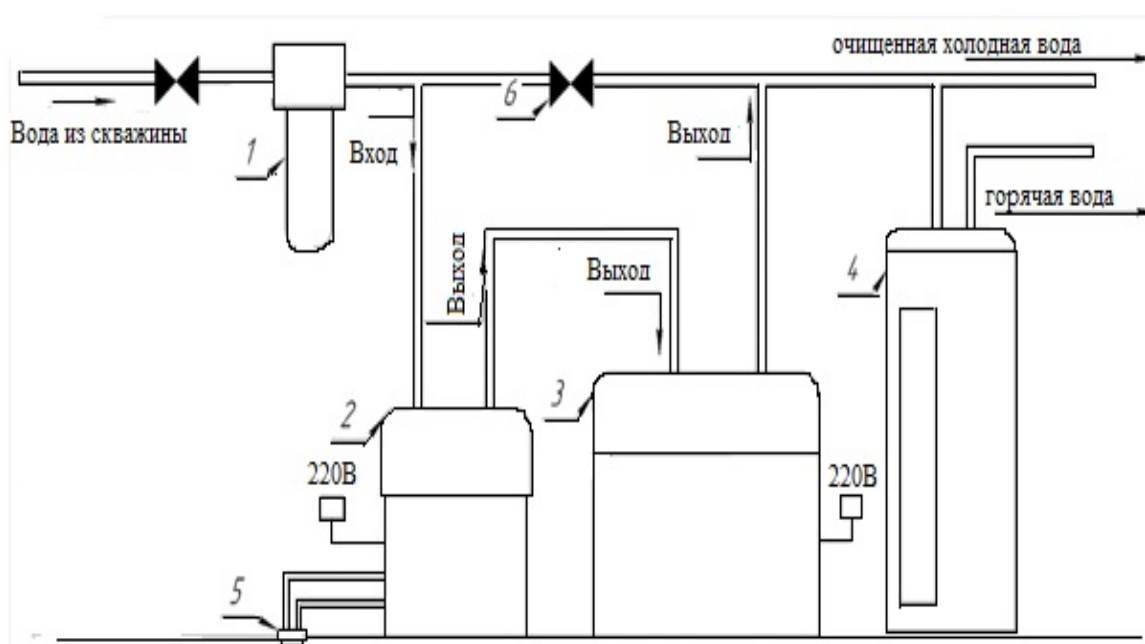 очищенная холодная вода
6
Вода из скважины
1
Вход
Выход
горячая вода
Выход
Выход
4
3
2
220В
220В
5